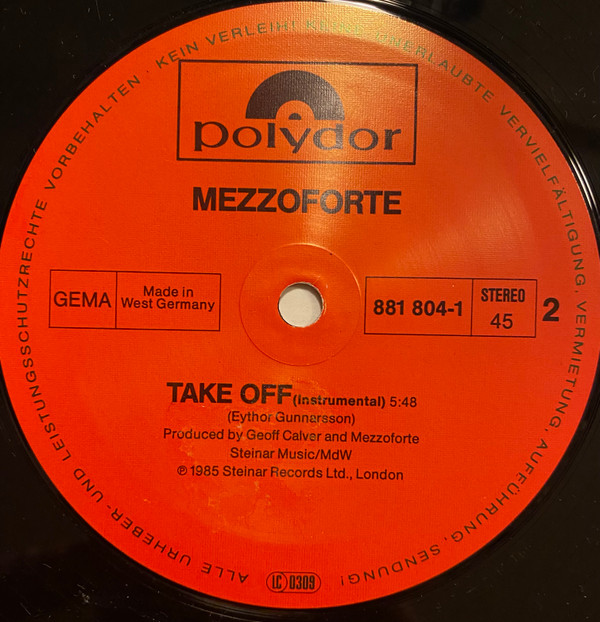 ALLE URHEBER- UND LEISTUNGSSCHUTZRECHTE VORBEHALTEN · KEIN VERLEIH! KEINE UNERLAUBTE VERVIELFÄLTIGUNG, VERMIETUNG, AUFFÜHRUNG, SENDUNG!
polydor
MEZZOFORTE
GEMA
Made in
West Germany
881 804-1
STEREO
45
2
TAKE OFF (instrumental) 5:48
(Eythor Gunnarsson)
Produced by Geoff Calver and Mezzoforte
Steinar Music/MdW
℗ 1985 Steinar Records Ltd., London
LC 0309